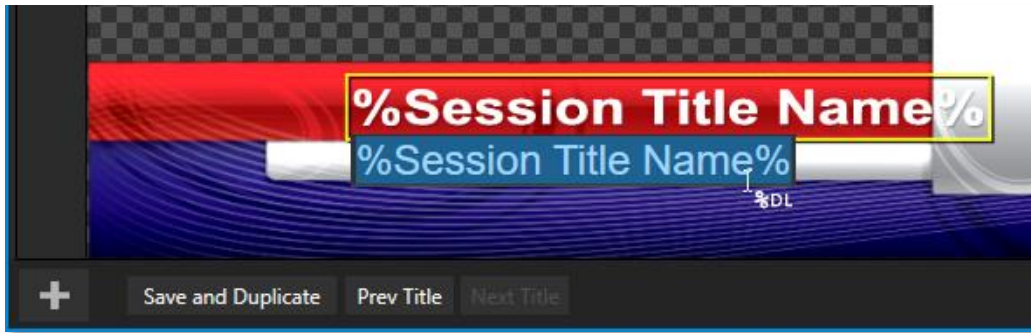 %Session Title Name%
%Session Title Name%
%DL
Save and Duplicate Prev Title Next Title